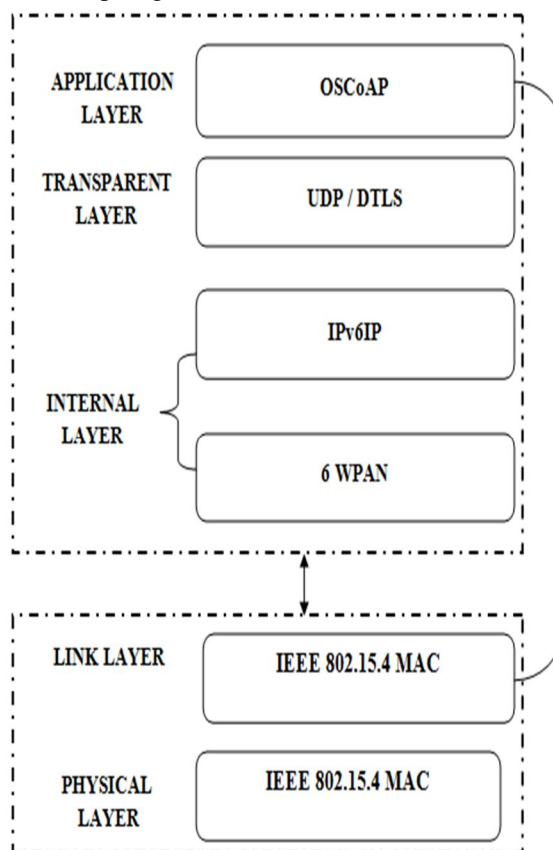 APPLICATION
LAYER
OSCoAP
TRANSPARENT
LAYER
UDP / DTLS
IPv6IP
INTERNAL
LAYER
6 WPAN
LINK LAYER
IEEE 802.15.4 MAC
PHYSICAL
LAYER
IEEE 802.15.4 MAC